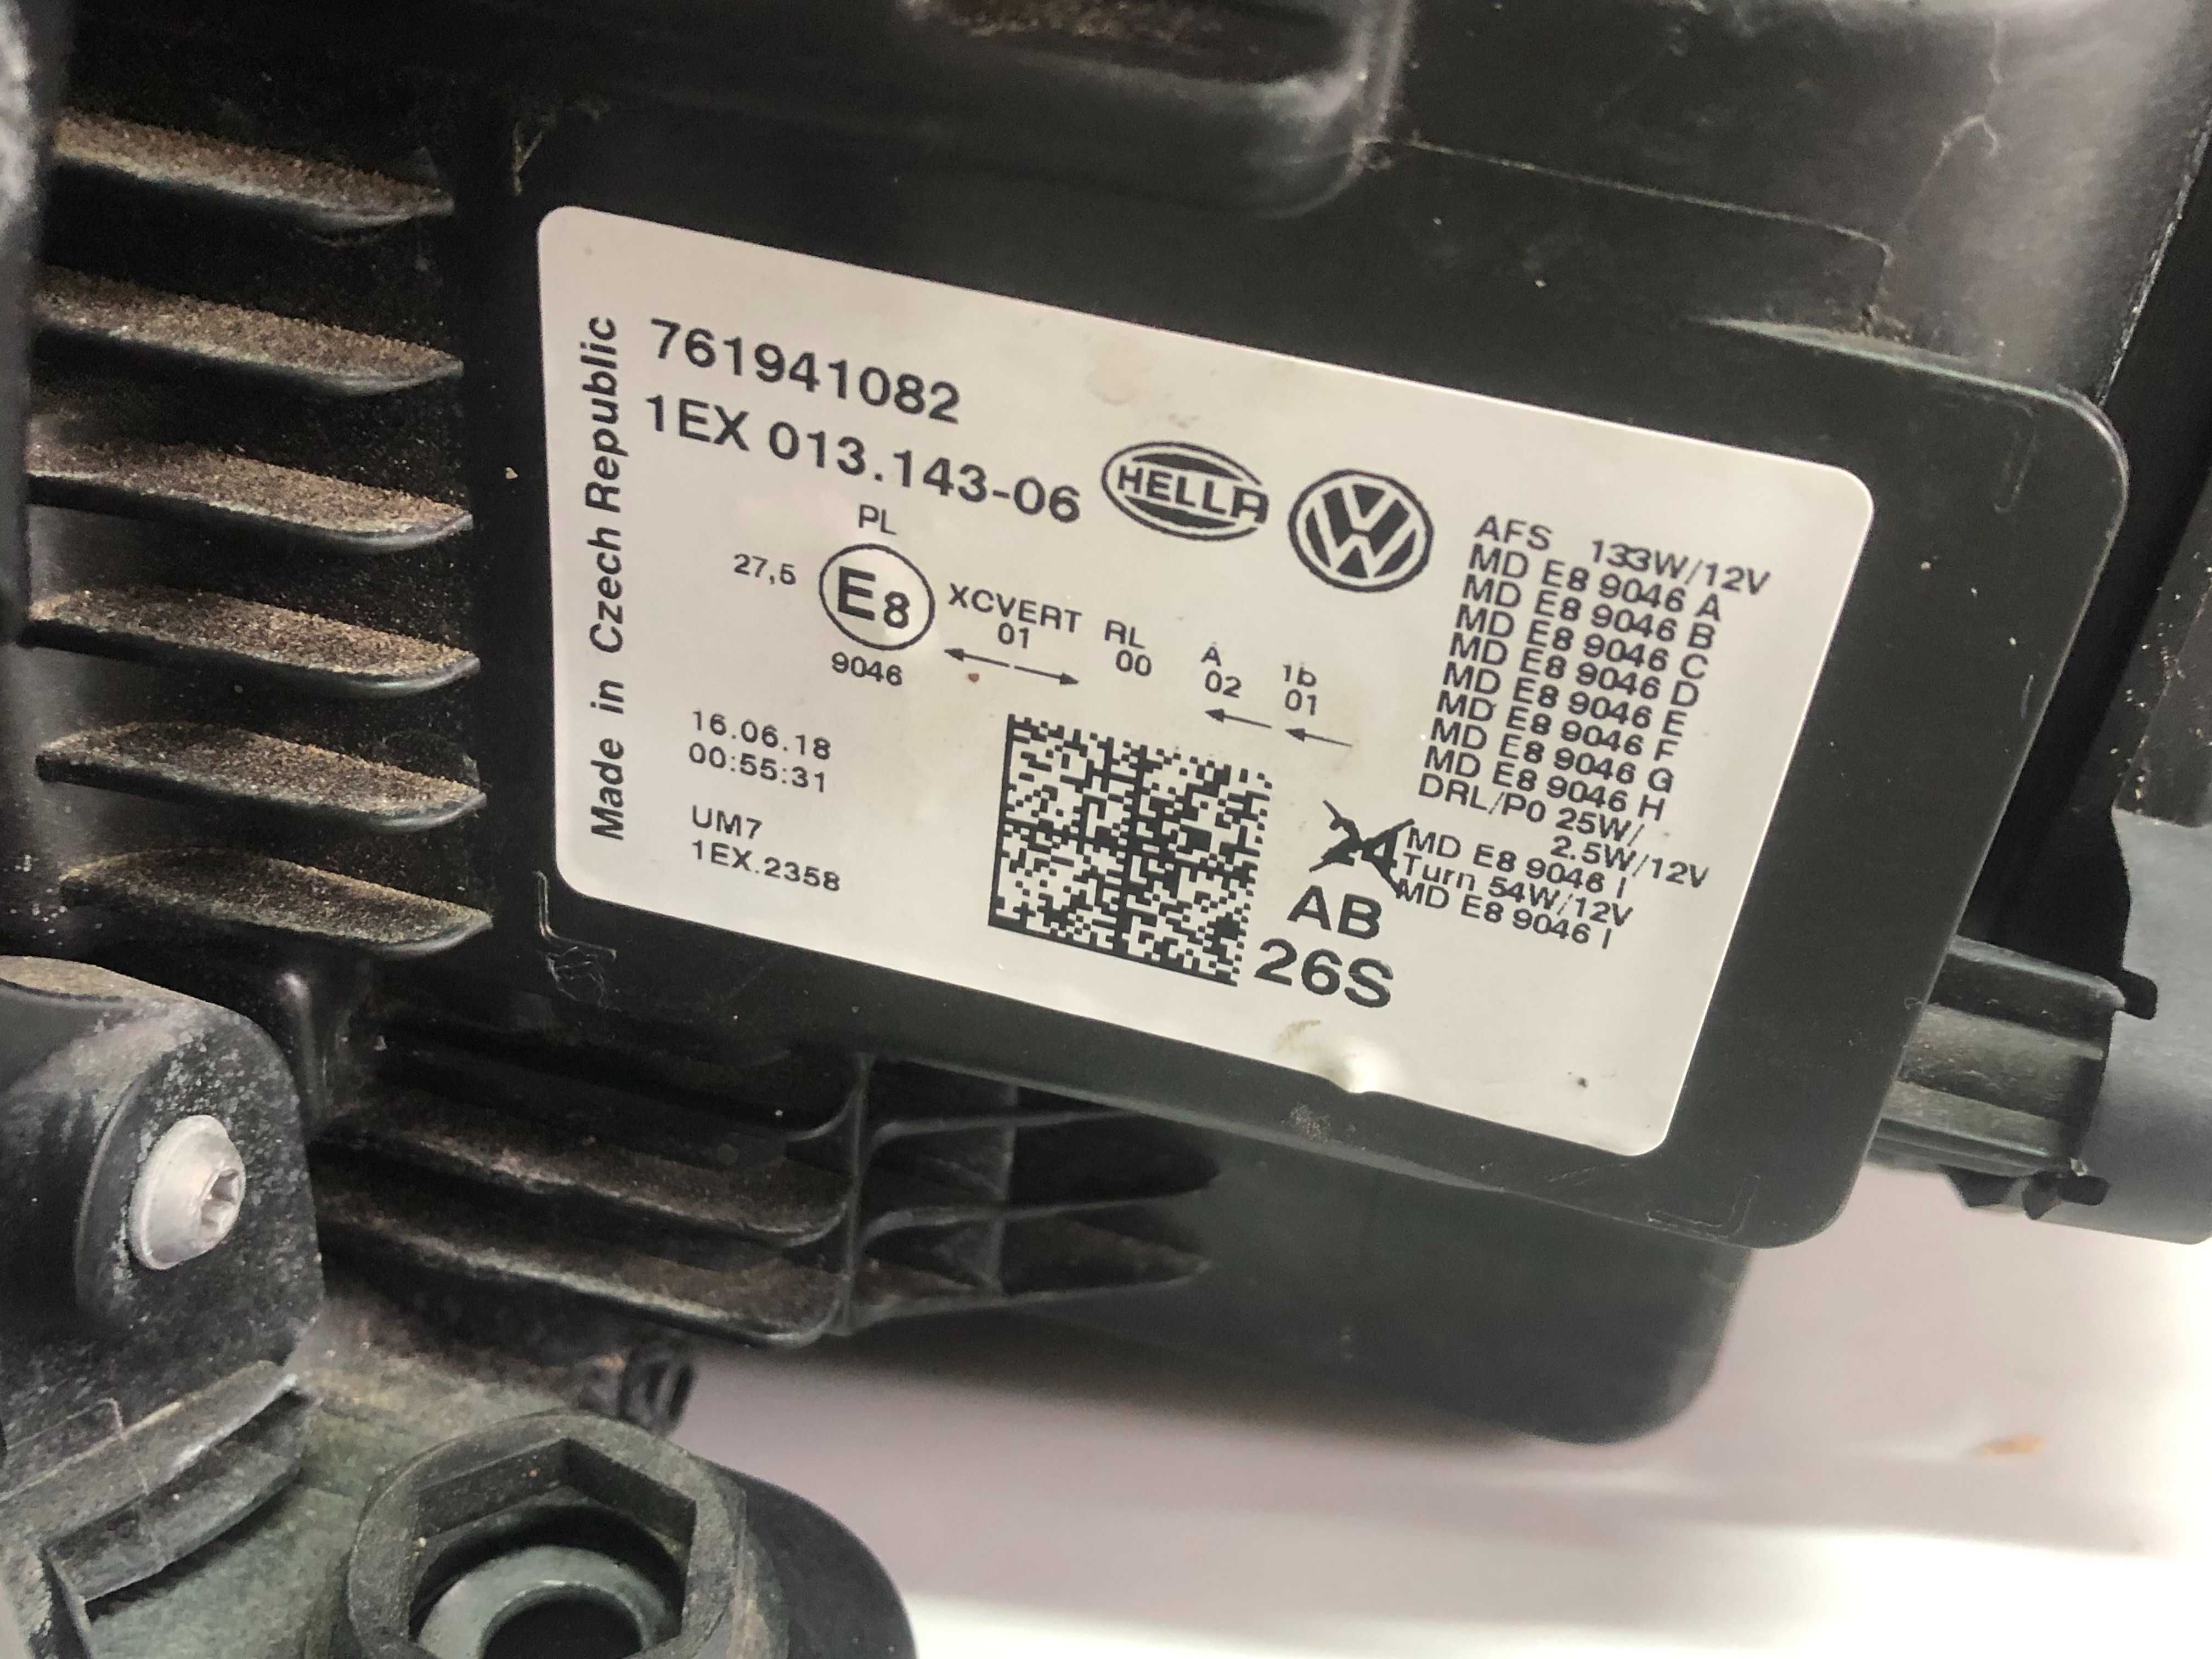 Made in Czech Republic
761941082
1EX 013.143-06
HELLA
VW
PL
27,5
E8
XCVERT RL A 1b
01 00 02 01
9046
16.06.18
00:55:31
UM7
1EX.2358
24
AB
26S
AFS 133W/12V
MD E8 9046 A
MD E8 9046 B
MD E8 9046 C
MD E8 9046 D
MD E8 9046 E
MD E8 9046 F
MD E8 9046 G
MD E8 9046 H
DRL/P0 25W/
2.5W/12V
MD E8 9046 I
Turn 54W/12V
MD E8 9046 I